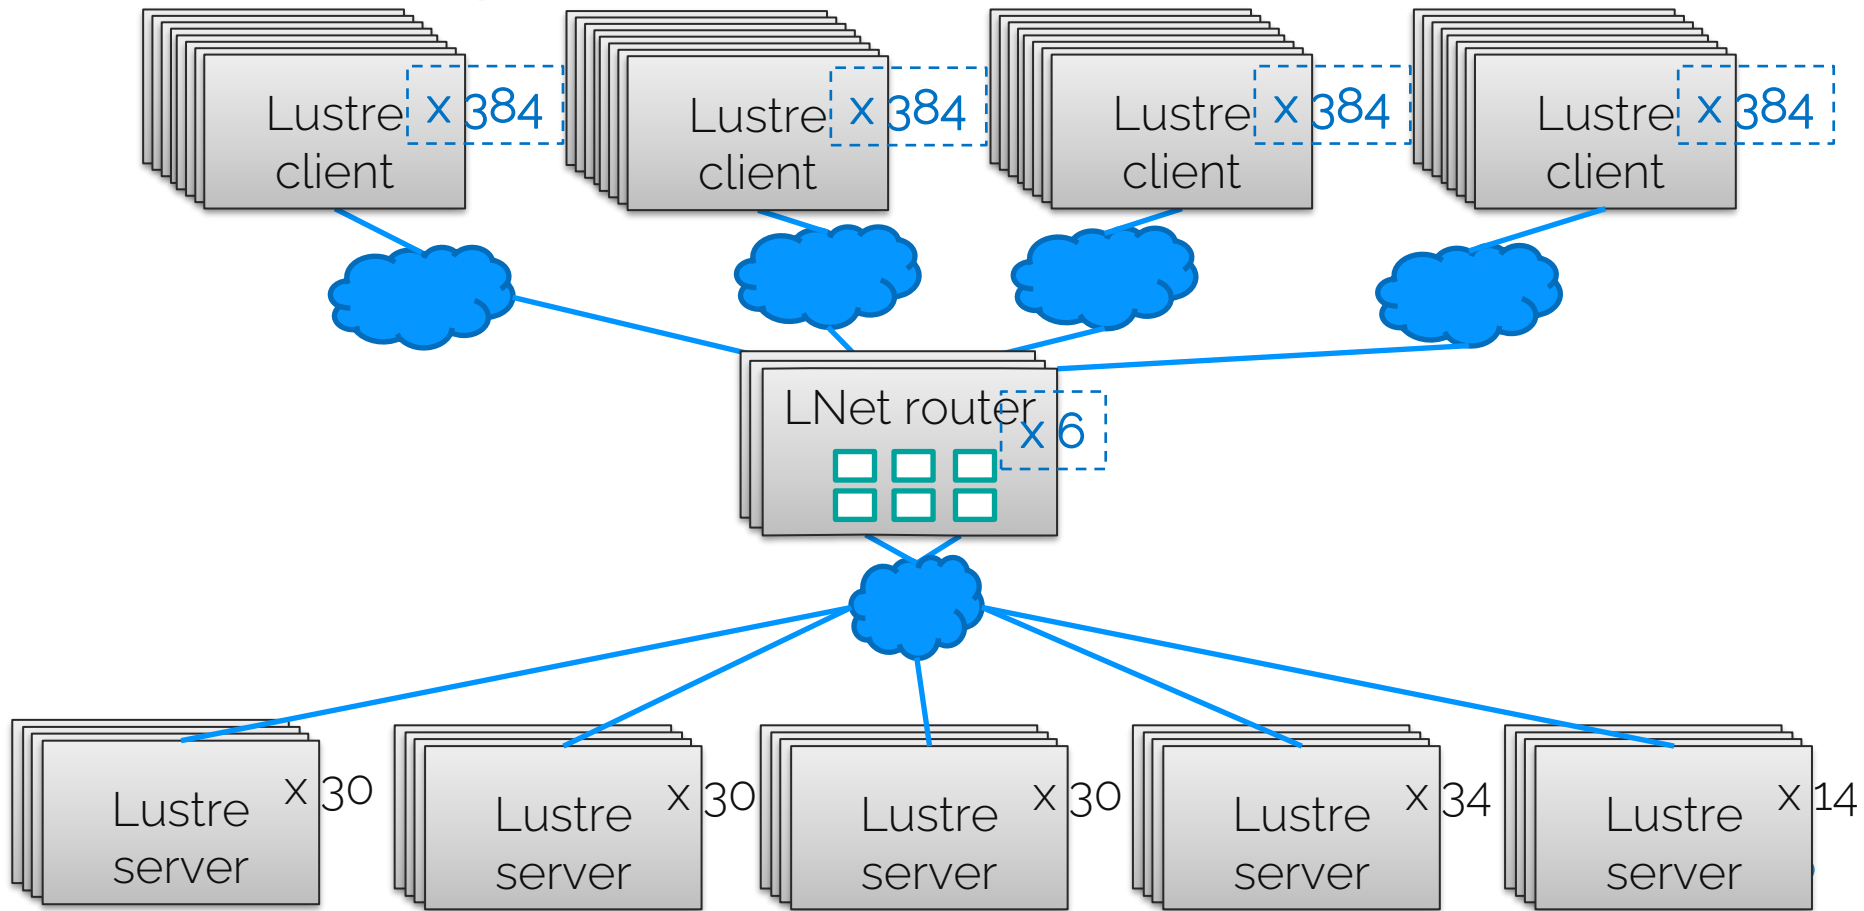 Lustre client x 384
Lustre client x 384
Lustre client x 384
Lustre client x 384
LNet router x 6
Lustre server x 30
Lustre server x 30
Lustre server x 30
Lustre server x 34
Lustre server x 14